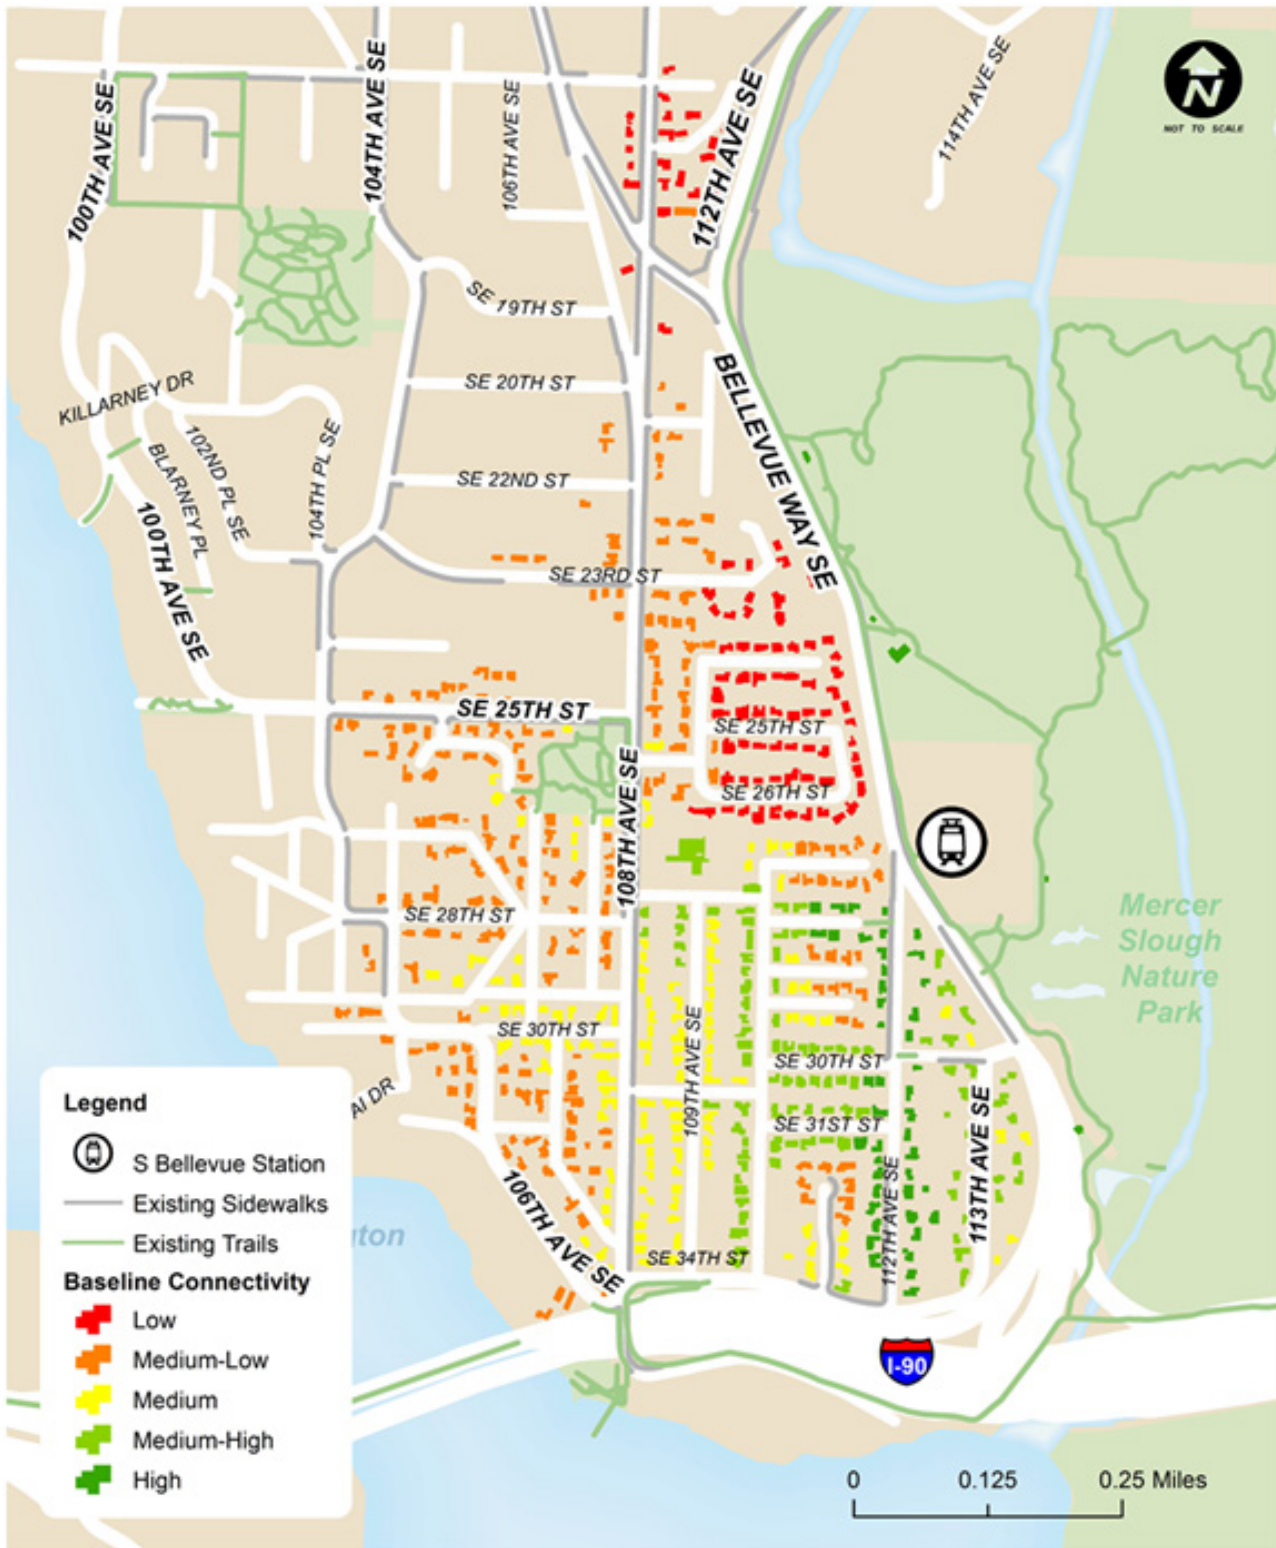 100TH AVE SE
104TH AVE SE
106TH AVE SE
112TH AVE SE
114TH AVE SE
N
NOT TO SCALE
SE 19TH ST
SE 20TH ST
KILLARNEY DR
BLARNEY PL
102ND PL SE
104TH PL SE
SE 22ND ST
BELLEVUE WAY SE
100TH AVE SE
SE 23RD ST
SE 25TH ST
SE 25TH ST
SE 26TH ST
108TH AVE SE
SE 28TH ST
Mercer
Slough
Nature
Park
SE 30TH ST
109TH AVE SE
SE 30TH ST
SE 31ST ST
113TH AVE SE
112TH AVE SE
AI DR
106TH AVE SE
SE 34TH ST
gton
I-90
Legend
S Bellevue Station
Existing Sidewalks
Existing Trails
Baseline Connectivity
Low
Medium-Low
Medium
Medium-High
High
0 0.125 0.25 Miles